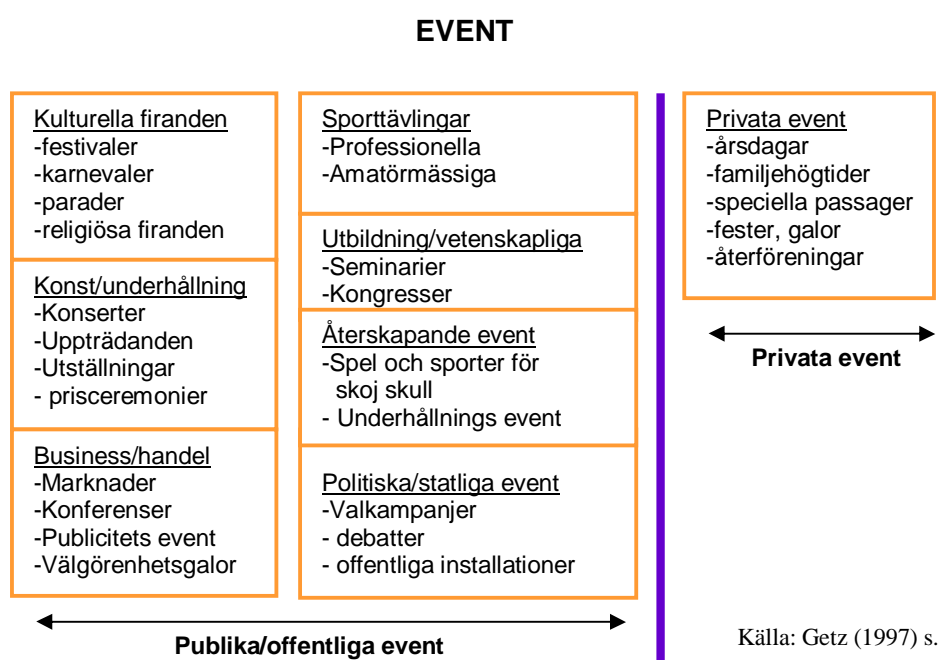 EVENT
Kulturella firanden
-festivaler
-karnevaler
-parader
-religiösa firanden
Konst/underhållning
-Konserter
-Uppträdanden
-Utställningar
- prisceremonier
Business/handel
-Marknader
-Konferenser
-Publicitets event
-Välgörenhetsgalor
Sporttävlingar
-Professionella
-Amatörmässiga
Utbildning/vetenskapliga
-Seminarier
-Kongresser
Återskapande event
-Spel och sporter för
skoj skull
- Underhållnings event
Politiska/statliga event
-Valkampanjer
- debatter
- offentliga installationer
Publika/offentliga event
Privata event
-årsdagar
-familjehögtider
-speciella passager
-fester, galor
-återföreningar
Privata event
Källa: Getz (1997) s.